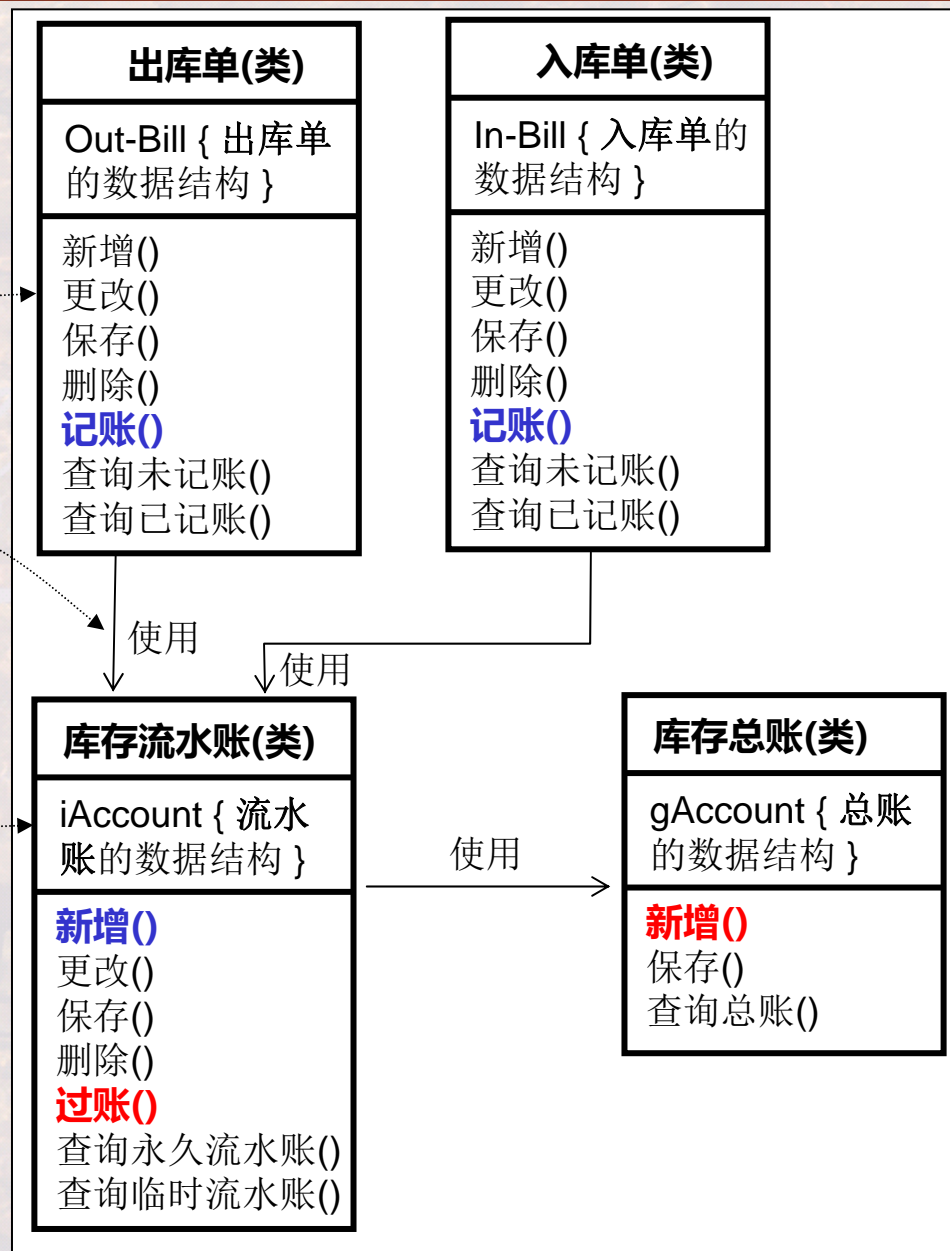 出库单(类)
Out-Bill { 出库单
的数据结构 }
新增()
更改()
保存()
删除()
记账()
查询未记账()
查询已记账()
入库单(类)
In-Bill { 入库单的
数据结构 }
新增()
更改()
保存()
删除()
记账()
查询未记账()
查询已记账()
使用
使用
库存流水账(类)
iAccount { 流水
账的数据结构 }
新增()
更改()
保存()
删除()
过账()
查询永久流水账()
查询临时流水账()
使用
库存总账(类)
gAccount { 总账
的数据结构 }
新增()
保存()
查询总账()